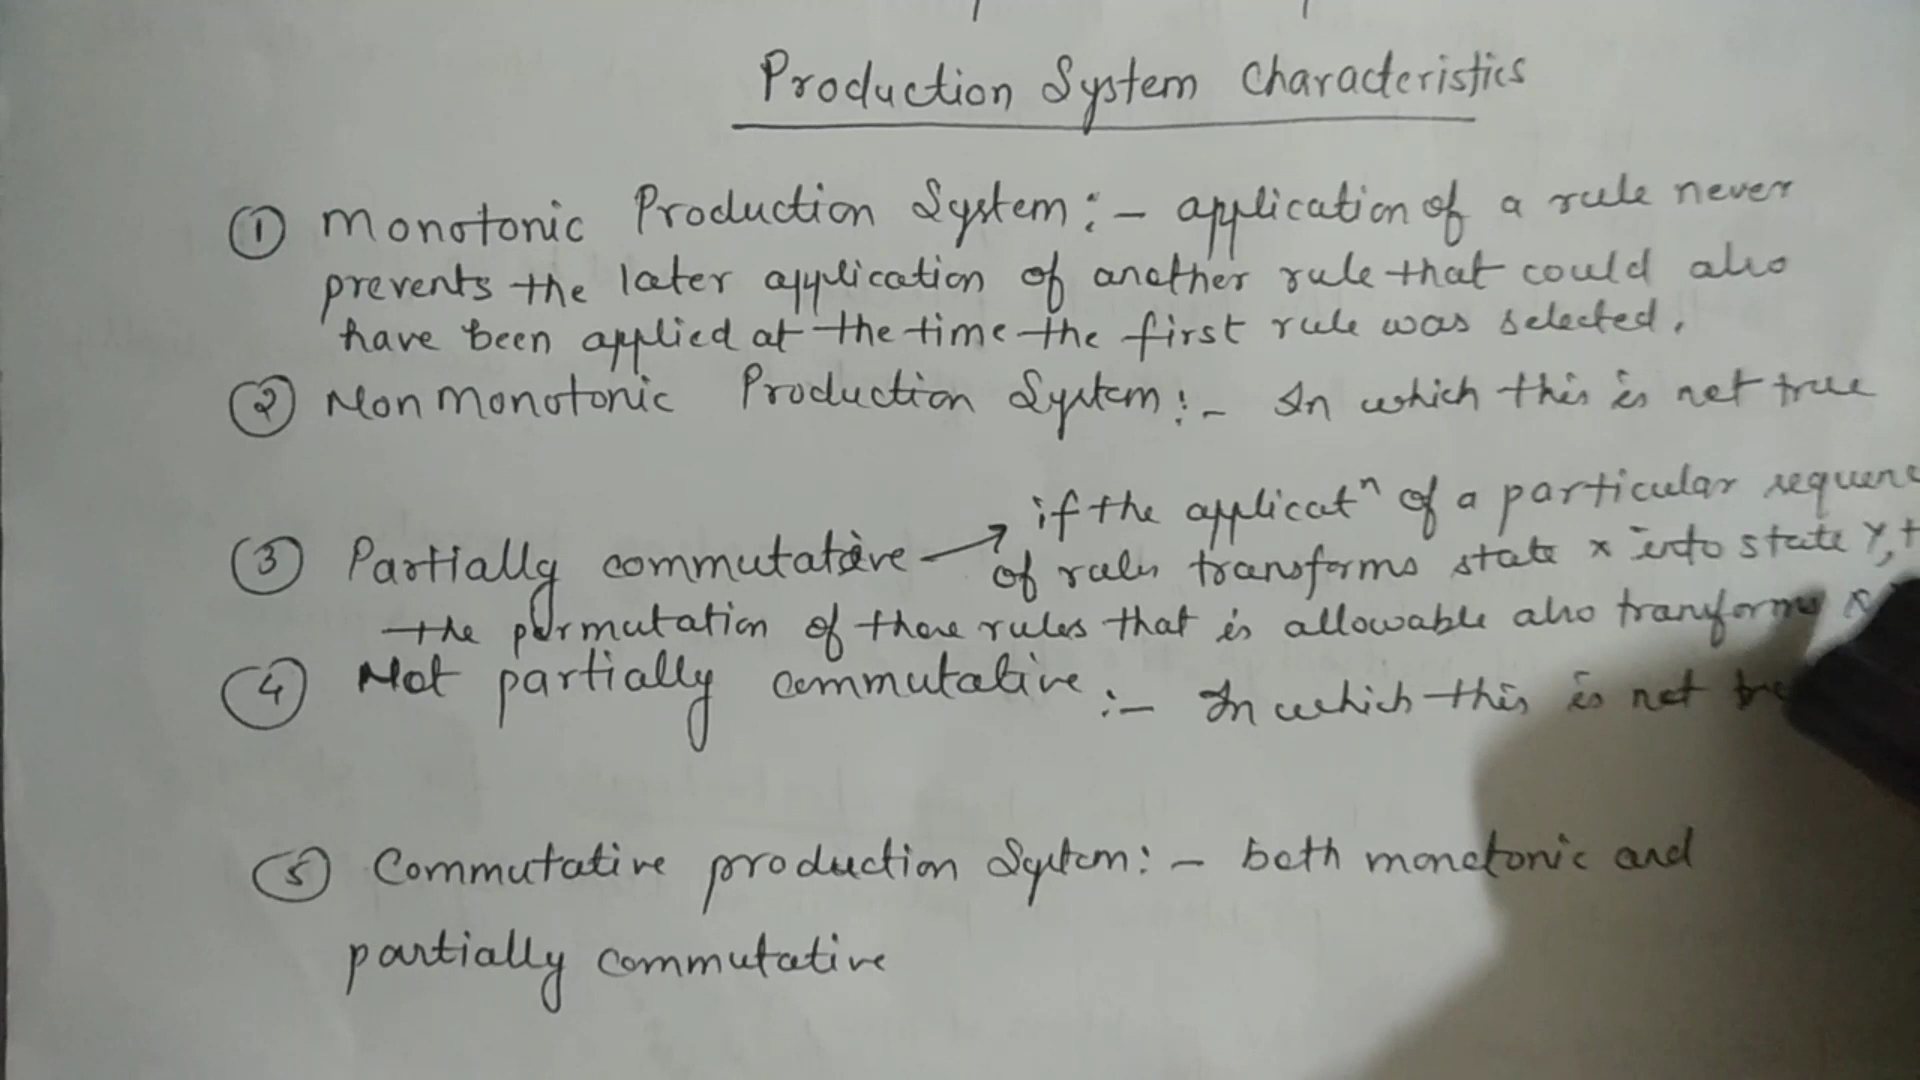 Production System Characteristics
① Monotonic Production System:- application of a rule never
prevents the later application of another rule that could also
have been applied at the time the first rule was selected.
② Non monotonic Production System:- In which this is not true
if the applicatⁿ of a particular
③ Partially commutative → of rules transforms state x into state Y,
the permutation of those rules that is allowable also transforms
④ Not partially commutative :- In which this is not
⑤ Commutative production System:- both monotonic and
partially commutative